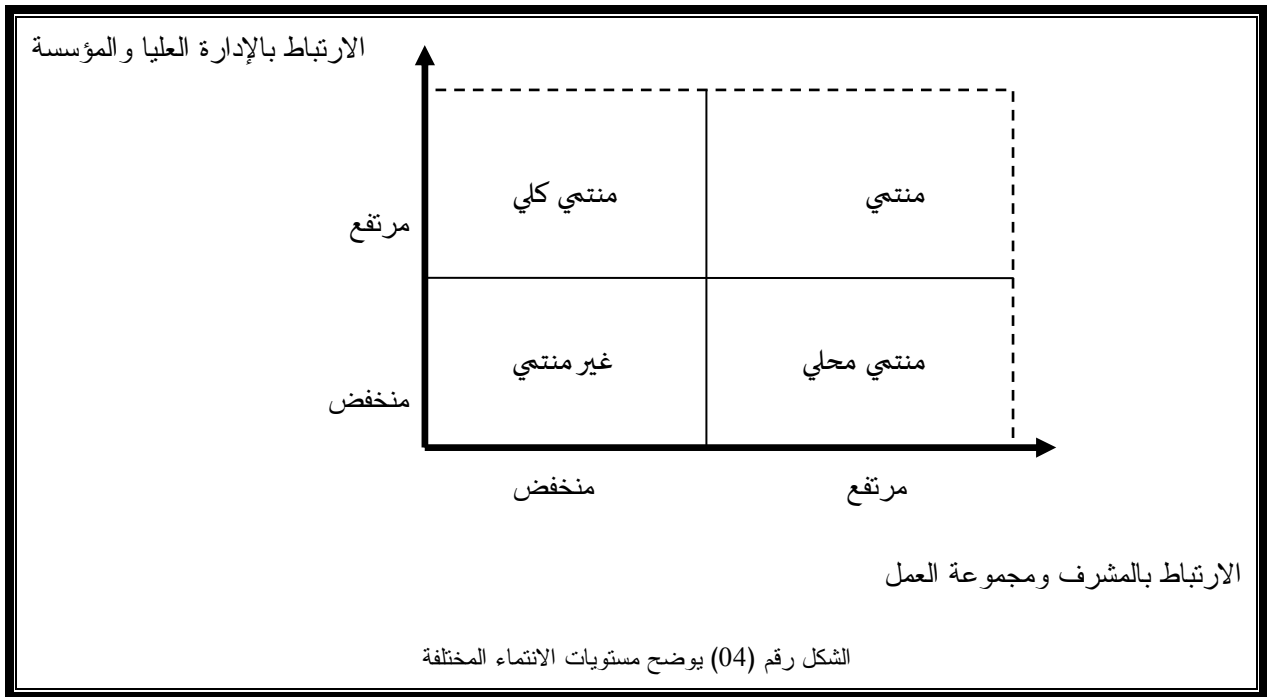 الارتباط بالإدارة العليا والمؤسسة
منتمي
منتمي كلي
مرتفع
منتمي محلي
غير منتمي
منخفض
مرتفع
منخفض
الارتباط بالمشرف ومجموعة العمل
الشكل رقم (04) يوضح مستويات الانتماء المختلفة